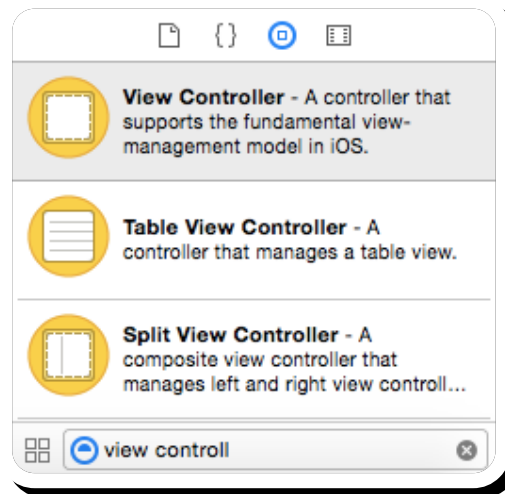 View Controller - A controller that
supports the fundamental view-
management model in iOS.
Table View Controller - A
controller that manages a table view.
Split View Controller - A
composite view controller that
manages left and right view controll...
view controll